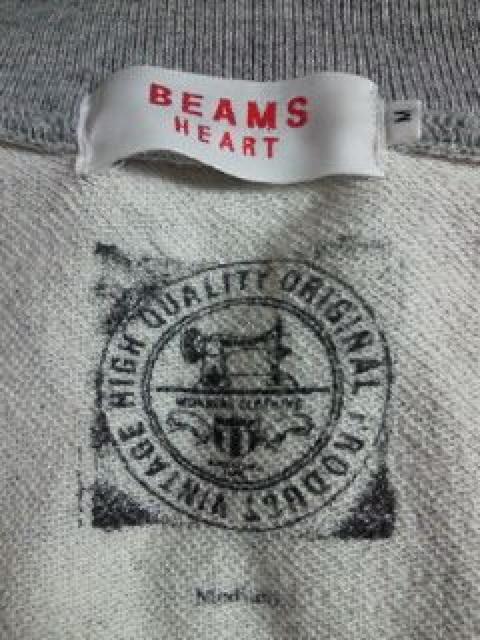 BEAMS
HEART
M
HIGH QUALITY ORIGINAL PRODUCT VINTAGE
Medium